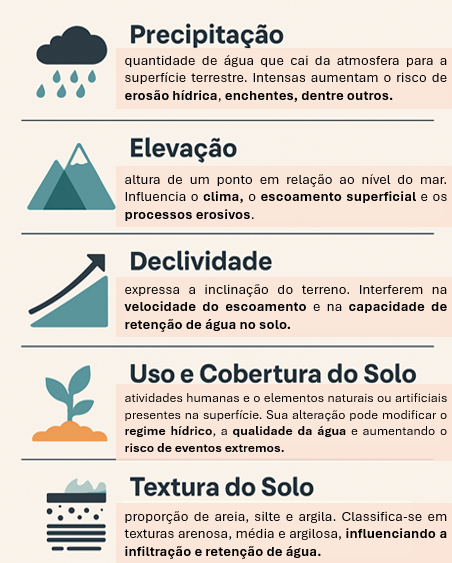 Precipitação
quantidade de água que cai da atmosfera para a
superfície terrestre. Intensas aumentam o risco de
erosão hídrica, enchentes, dentre outros.
Elevação
altura de um ponto em relação ao nível do mar.
Influencia o clima, o escoamento superficial e os
processos erosivos.
Declividade
expressa a inclinação do terreno. Interferem na
velocidade do escoamento e na capacidade de
retenção de água no solo.
Uso e Cobertura do Solo
atividades humanas e o elementos naturais ou artificiais
presentes na superfície. Sua alteração pode modificar o
regime hídrico, a qualidade da água e aumentando o
risco de eventos extremos.
Textura do Solo
proporção de areia, silte e argila. Classifica-se em
texturas arenosa, média e argilosa, influenciando a
infiltração e retenção de água.